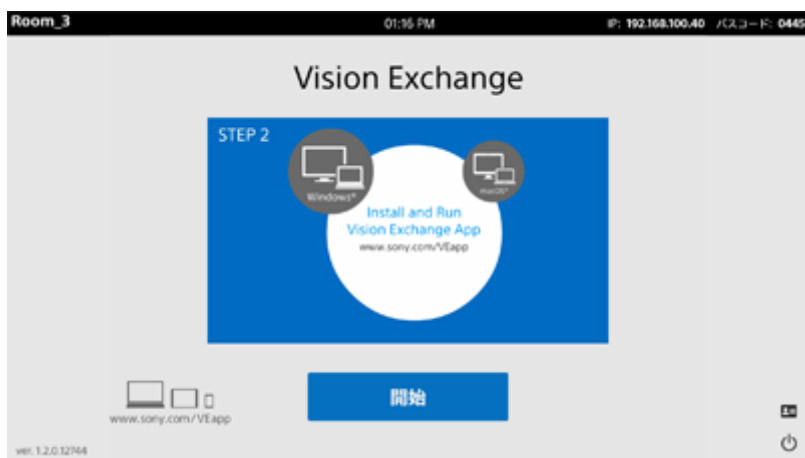 Room_3
01:16 PM
IP: 192.168.100.40 パスコード: 0445
Vision Exchange
STEP 2
Windows®
macOS®
Install and Run
Vision Exchange App
www.sony.com/VEapp
開始
www.sony.com/VEapp
ver. 1.2.0.12744